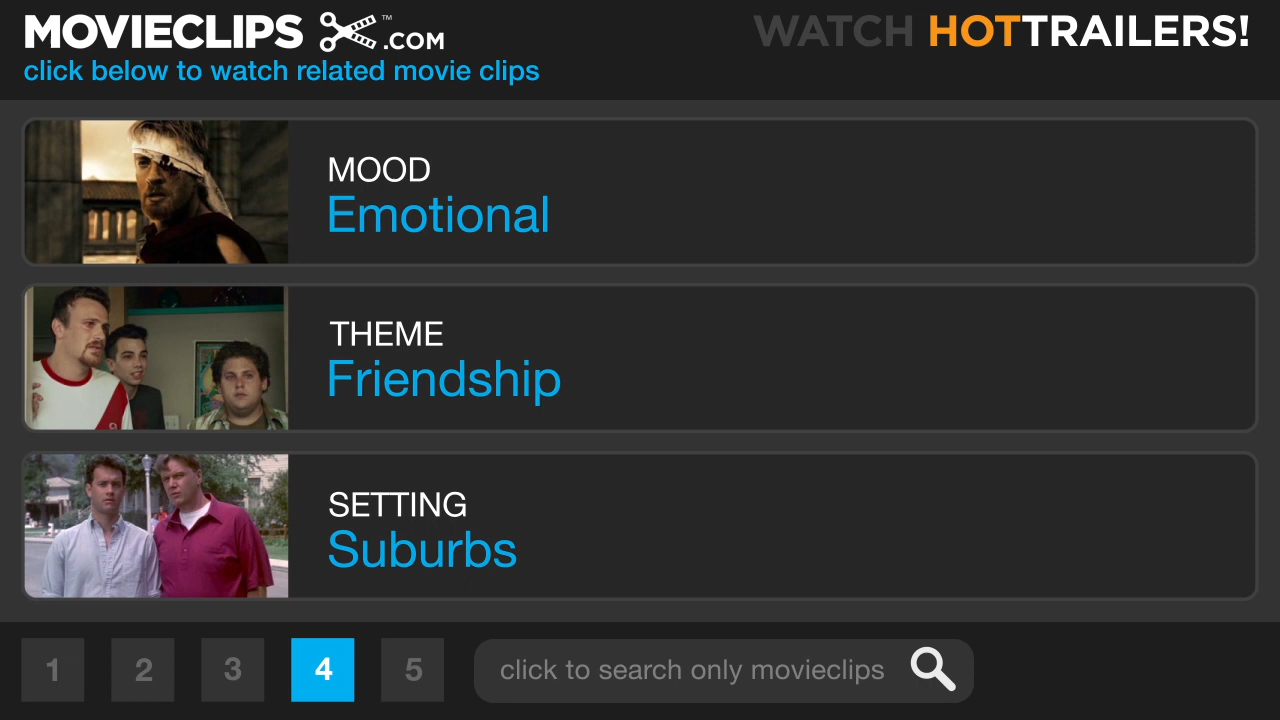 MOVIECLIPS ™ .COM
WATCH HOTTRAILERS!
click below to watch related movie clips
MOOD
Emotional
THEME
Friendship
SETTING
Suburbs
1 2 3 4 5 click to search only movieclips